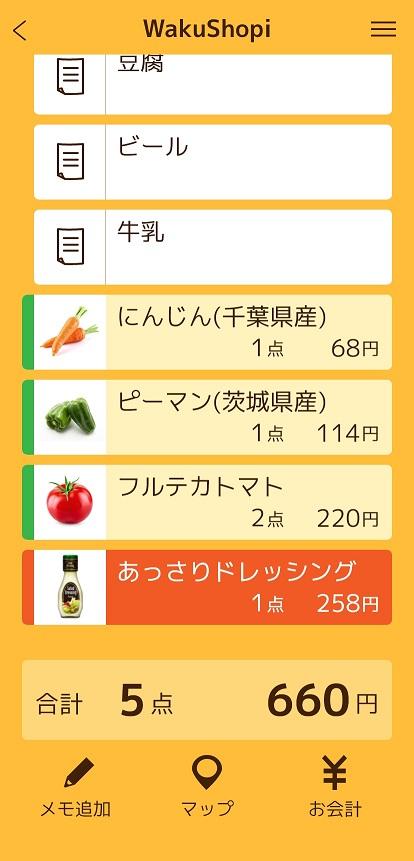 WakuShopi
豆腐
ビール
牛乳
にんじん(千葉県産)
1点 68円
ピーマン(茨城県産)
1点 114円
フルテカトマト
2点 220円
あっさりドレッシング
1点 258円
合計 5点 660円
メモ追加 マップ お会計